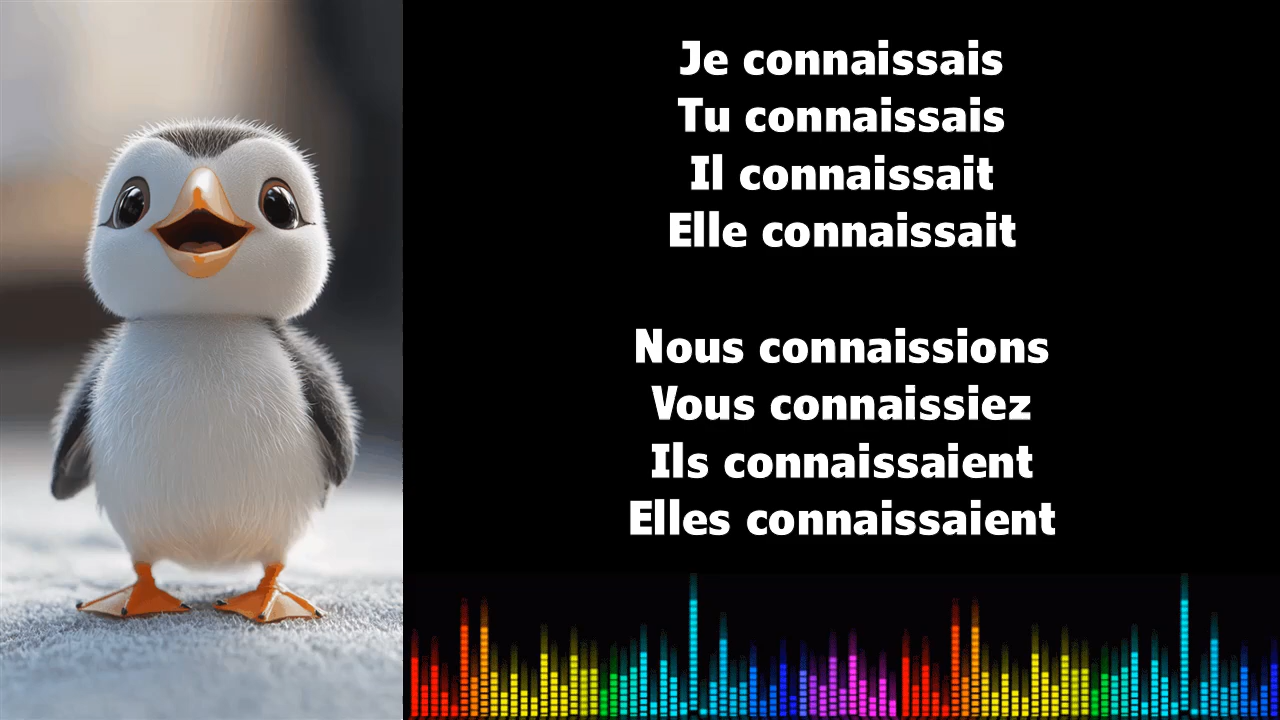 Je connaissais
Tu connaissais
Il connaissait
Elle connaissait
Nous connaissions
Vous connaissiez
Ils connaissaient
Elles connaissaient